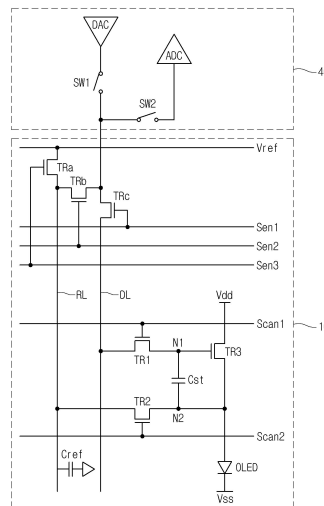 DAC
ADC
SW1
4
SW2
Vref
TRa
TRb
TRc
Sen1
Sen2
Sen3
RL
DL
Vdd
Scan1
1
N1
TR1
TR3
Cst
TR2
N2
Scan2
Cref
OLED
Vss